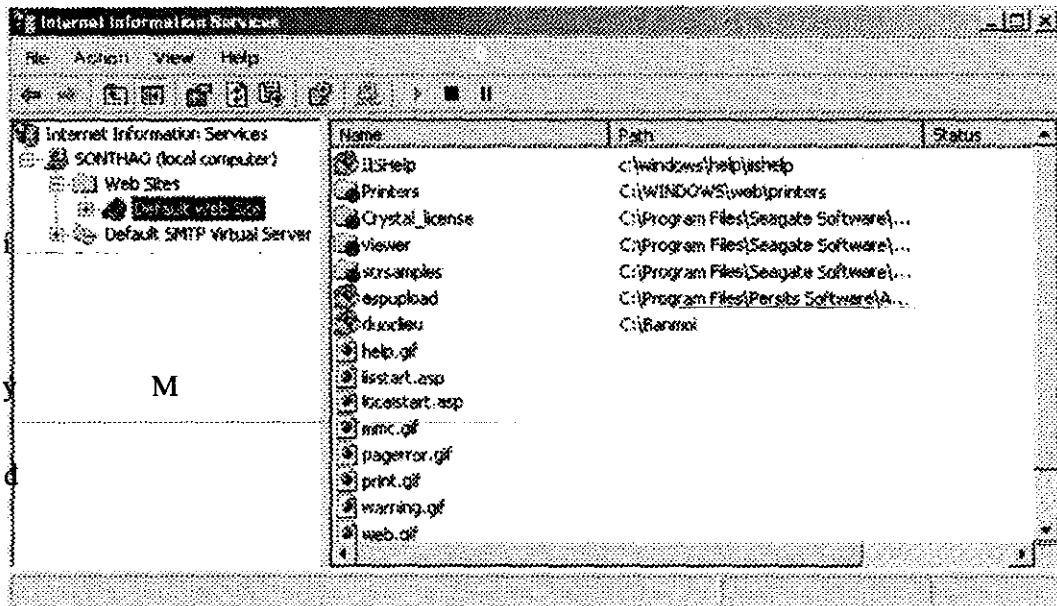 Internet Information Services
File Action View Help
Internet Information Services
SONTHAO (local computer)
Web Sites
Default Web Site
Default SMTP Virtual Server
Name Path Status
IISHelp c:\windows\help\iishelp
Printers C:\WINDOWS\web\printers
Crystal_license C:\Program Files\Seagate Software\...
viewer C:\Program Files\Seagate Software\...
scrsamples C:\Program Files\Seagate Software\...
aspupload C:\Program Files\Persits Software\A...
duoclieu C:\Banmoi
help.gif
iisstart.asp
localstart.asp
mmc.gif
pagerror.gif
print.gif
warning.gif
web.gif
f
y M
d